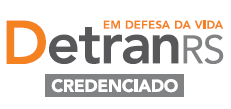 EM DEFESA DA VIDA
DetranRS
CREDENCIADO